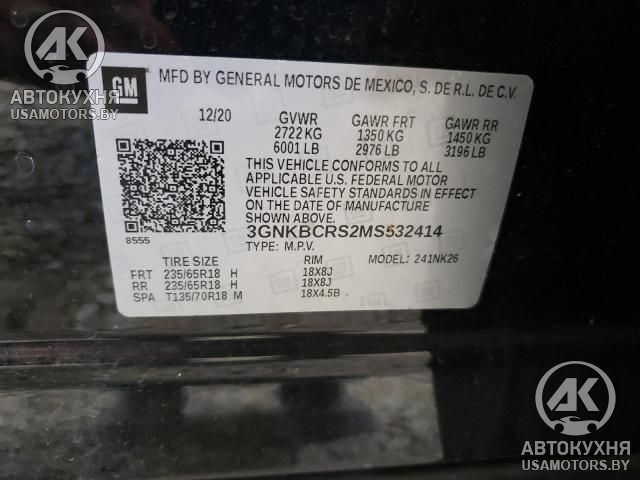 AK
АВТОКУХНЯ
USAMOTORS.BY
GM
MFD BY GENERAL MOTORS DE MEXICO, S. DE R.L. DE C.V.
12/20 GVWR GAWR FRT GAWR RR
2722 KG 1350 KG 1450 KG
6001 LB 2976 LB 3196 LB
THIS VEHICLE CONFORMS TO ALL
APPLICABLE U.S. FEDERAL MOTOR
VEHICLE SAFETY STANDARDS IN EFFECT
ON THE DATE OF MANUFACTURE
SHOWN ABOVE.
3GNKBCRS2MS532414
8555
TYPE: M.P.V. MODEL: 241NK26
TIRE SIZE RIM
FRT 235/65R18 H 18X8J
RR 235/65R18 H 18X8J
SPA T135/70R18 M 18X4.5B
AK
АВТОКУХНЯ
USAMOTORS.BY